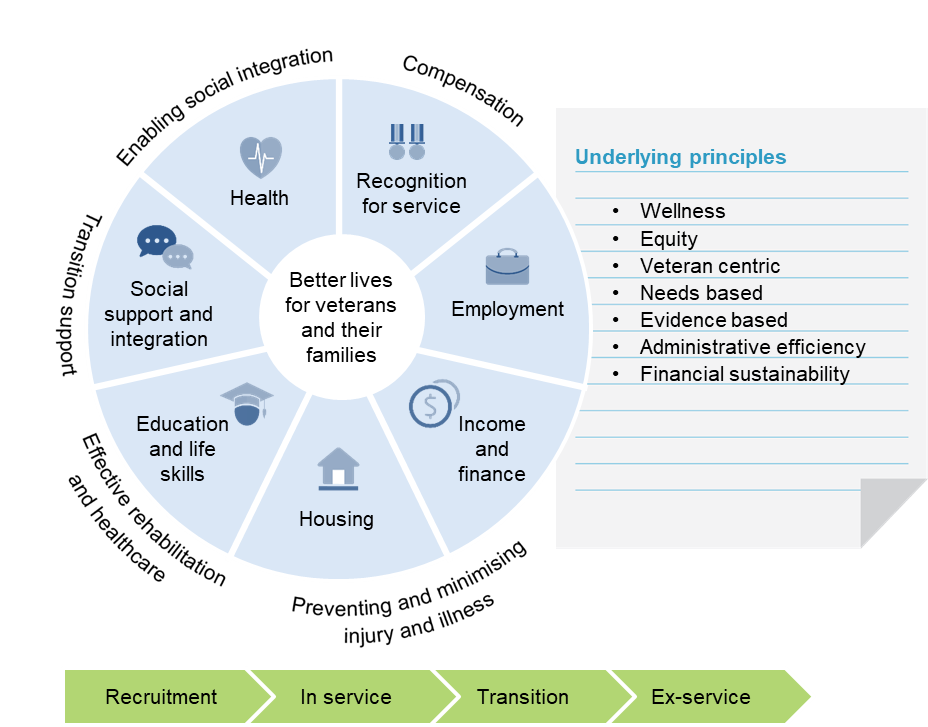 Enabling social integration
Compensation
Transition support
Effective rehabilitation
and healthcare
Preventing and minimising
injury and illness
Health
Recognition
for service
Employment
Income
and
finance
Housing
Education
and life
skills
Social
support and
integration
Better lives
for veterans
and their
families
Underlying principles
• Wellness
• Equity
• Veteran centric
• Needs based
• Evidence based
• Administrative efficiency
• Financial sustainability
Recruitment
In service
Transition
Ex-service